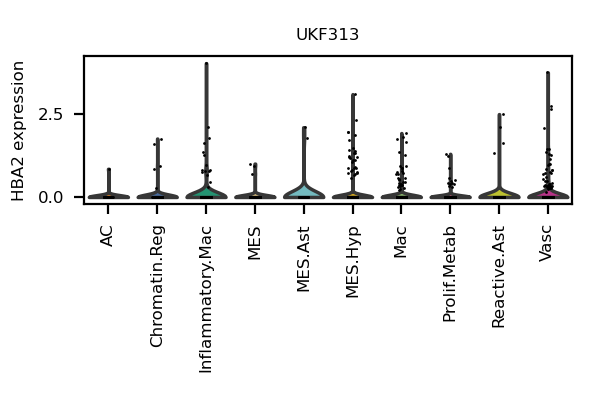 UKF313
HBA2 expression
2.5
0.0
AC
Chromatin.Reg
Inflammatory.Mac
MES
MES.Ast
MES.Hyp
Mac
Prolif.Metab
Reactive.Ast
Vasc